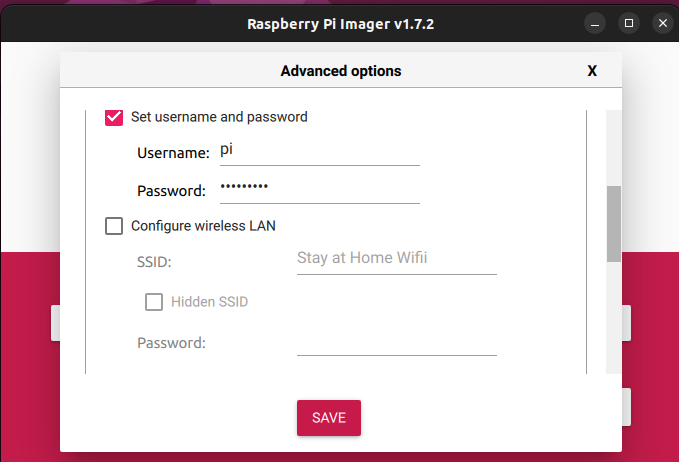 Raspberry Pi Imager v1.7.2
Advanced options X
Set username and password
Username: pi
Password: •••••••••
Configure wireless LAN
SSID: Stay at Home Wifii
Hidden SSID
Password:
SAVE